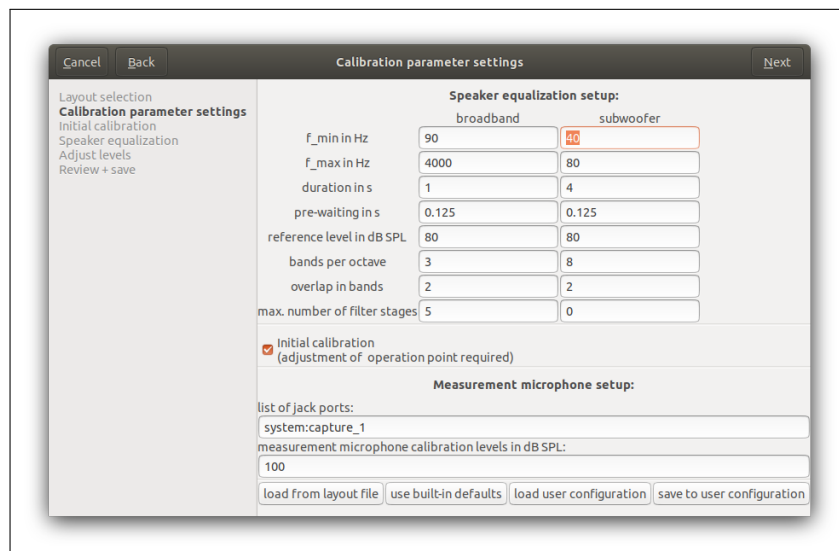 Cancel Back Calibration parameter settings Next
Layout selection
Calibration parameter settings
Initial calibration
Speaker equalization
Adjust levels
Review + save
Speaker equalization setup:
broadband subwoofer
f_min in Hz 90 40
f_max in Hz 4000 80
duration in s 1 4
pre-waiting in s 0.125 0.125
reference level in dB SPL 80 80
bands per octave 3 8
overlap in bands 2 2
max. number of filter stages 5 0
Initial calibration
(adjustment of operation point required)
Measurement microphone setup:
list of jack ports:
system:capture_1
measurement microphone calibration levels in dB SPL:
100
load from layout file use built-in defaults load user configuration save to user configuration